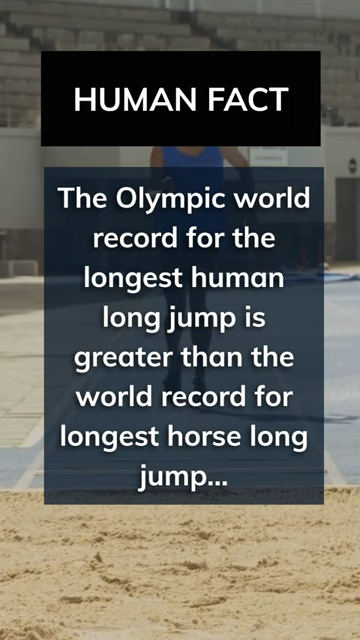 HUMAN FACT
The Olympic world
record for the
longest human
long jump is
greater than the
world record for
longest horse long
jump...